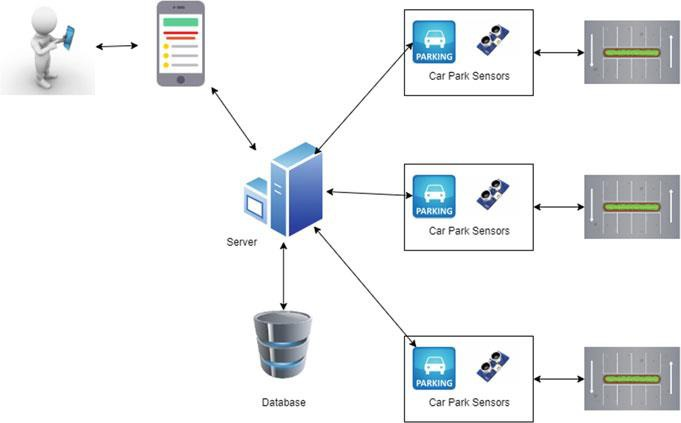 PARKING
Car Park Sensors
PARKING
Car Park Sensors
Server
PARKING
Car Park Sensors
Database